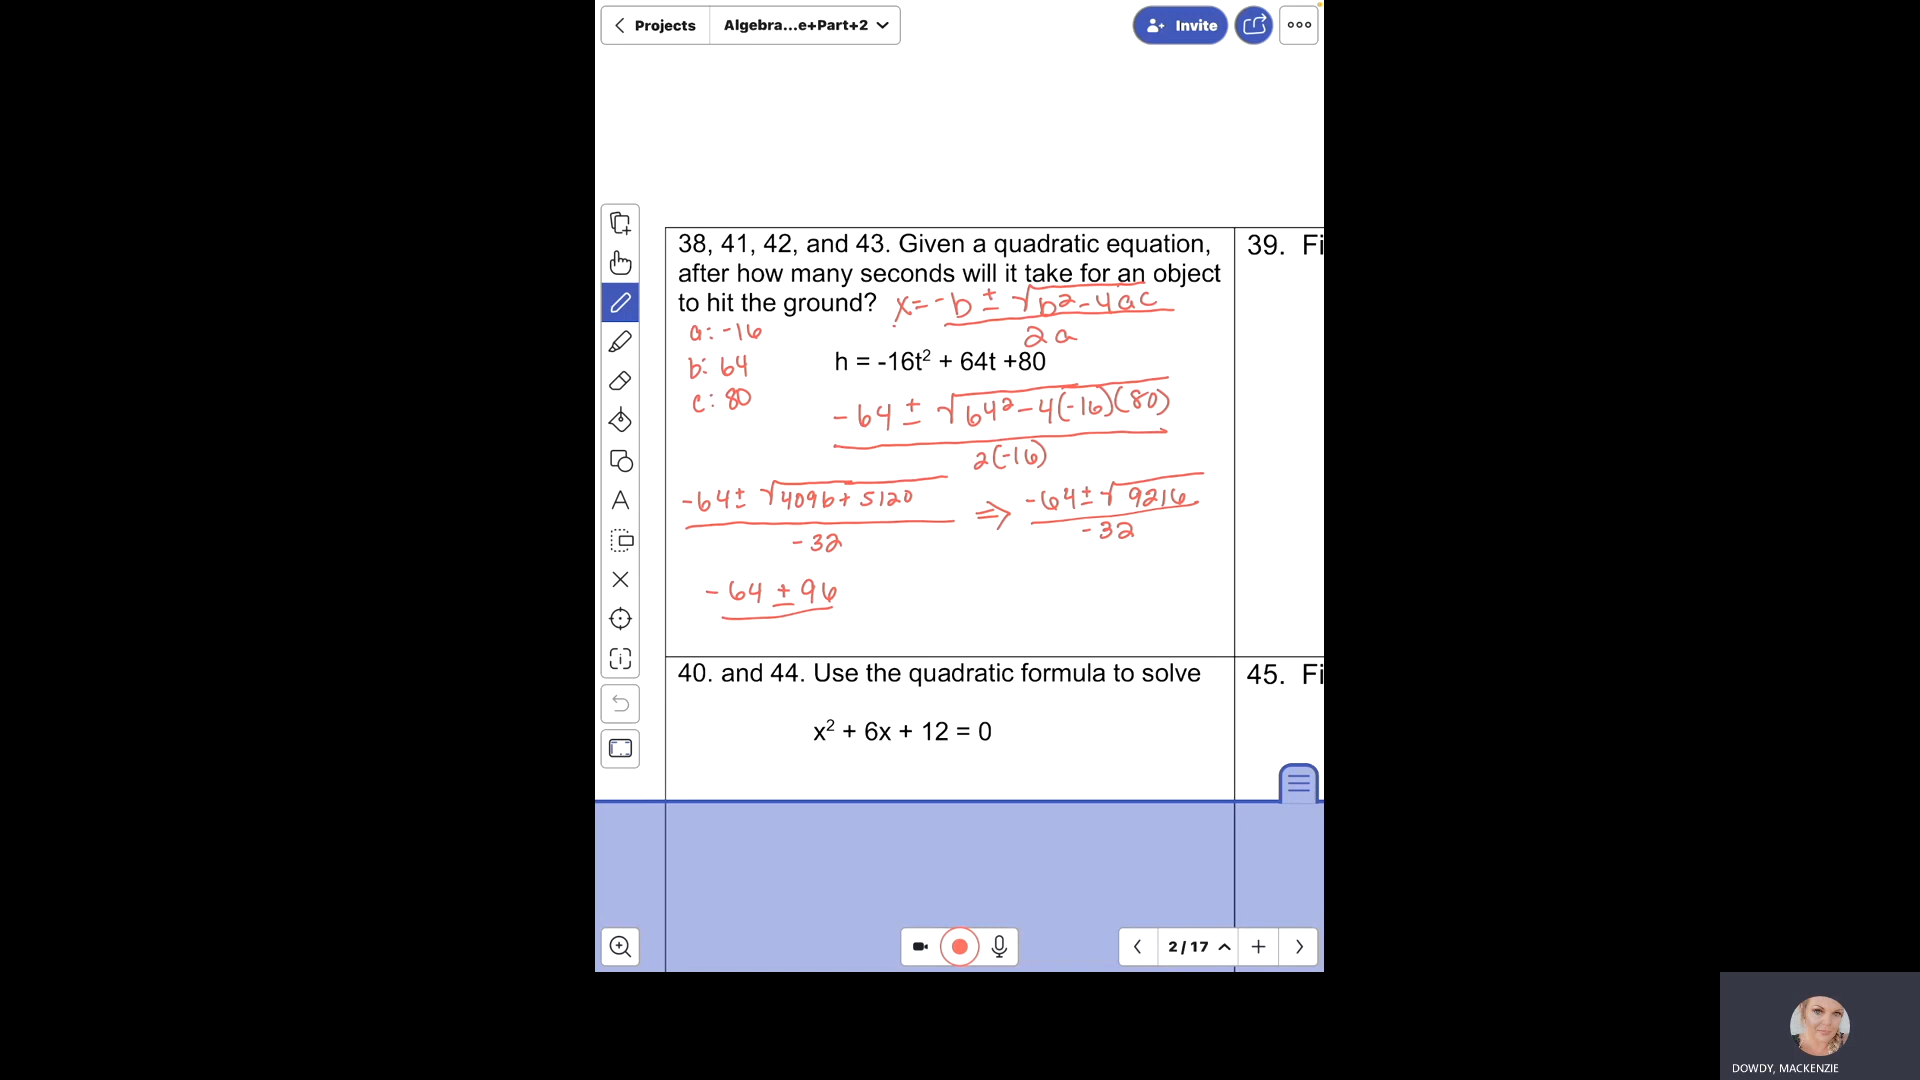 Projects
Algebra...e+Part+2
Invite
38, 41, 42, and 43. Given a quadratic equation,
after how many seconds will it take for an object
to hit the ground? x = -b ± √b² - 4ac
2a
a: -16
b: 64
c: 80
h = -16t² + 64t +80
-64 ± √64² - 4(-16)(80)
2(-16)
-64 ± √4096 + 5120
-32
⇒ -64 ± √9216
-32
-64 ± 96
39. Fi
40. and 44. Use the quadratic formula to solve
x² + 6x + 12 = 0
45. Fi
2 / 17
DOWDY, MACKENZIE